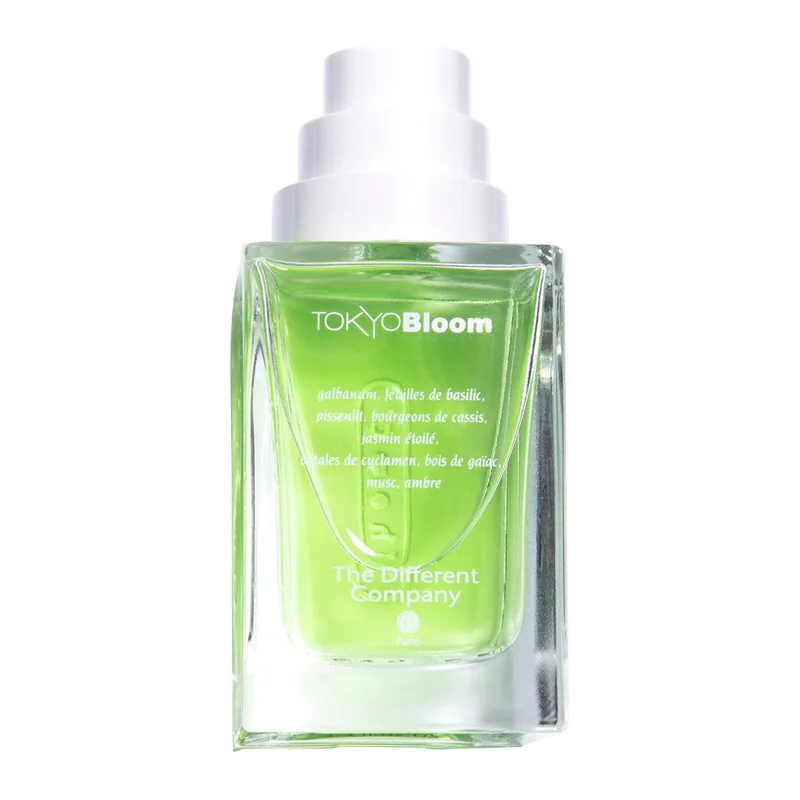 TOKYOBloom
galbanum, feuilles de basilic,
pissenlit, bourgeons de cassis,
jasmin étoilé,
pétales de cyclamen, bois de gaïac,
musc, ambre
The Different
Company
Paris